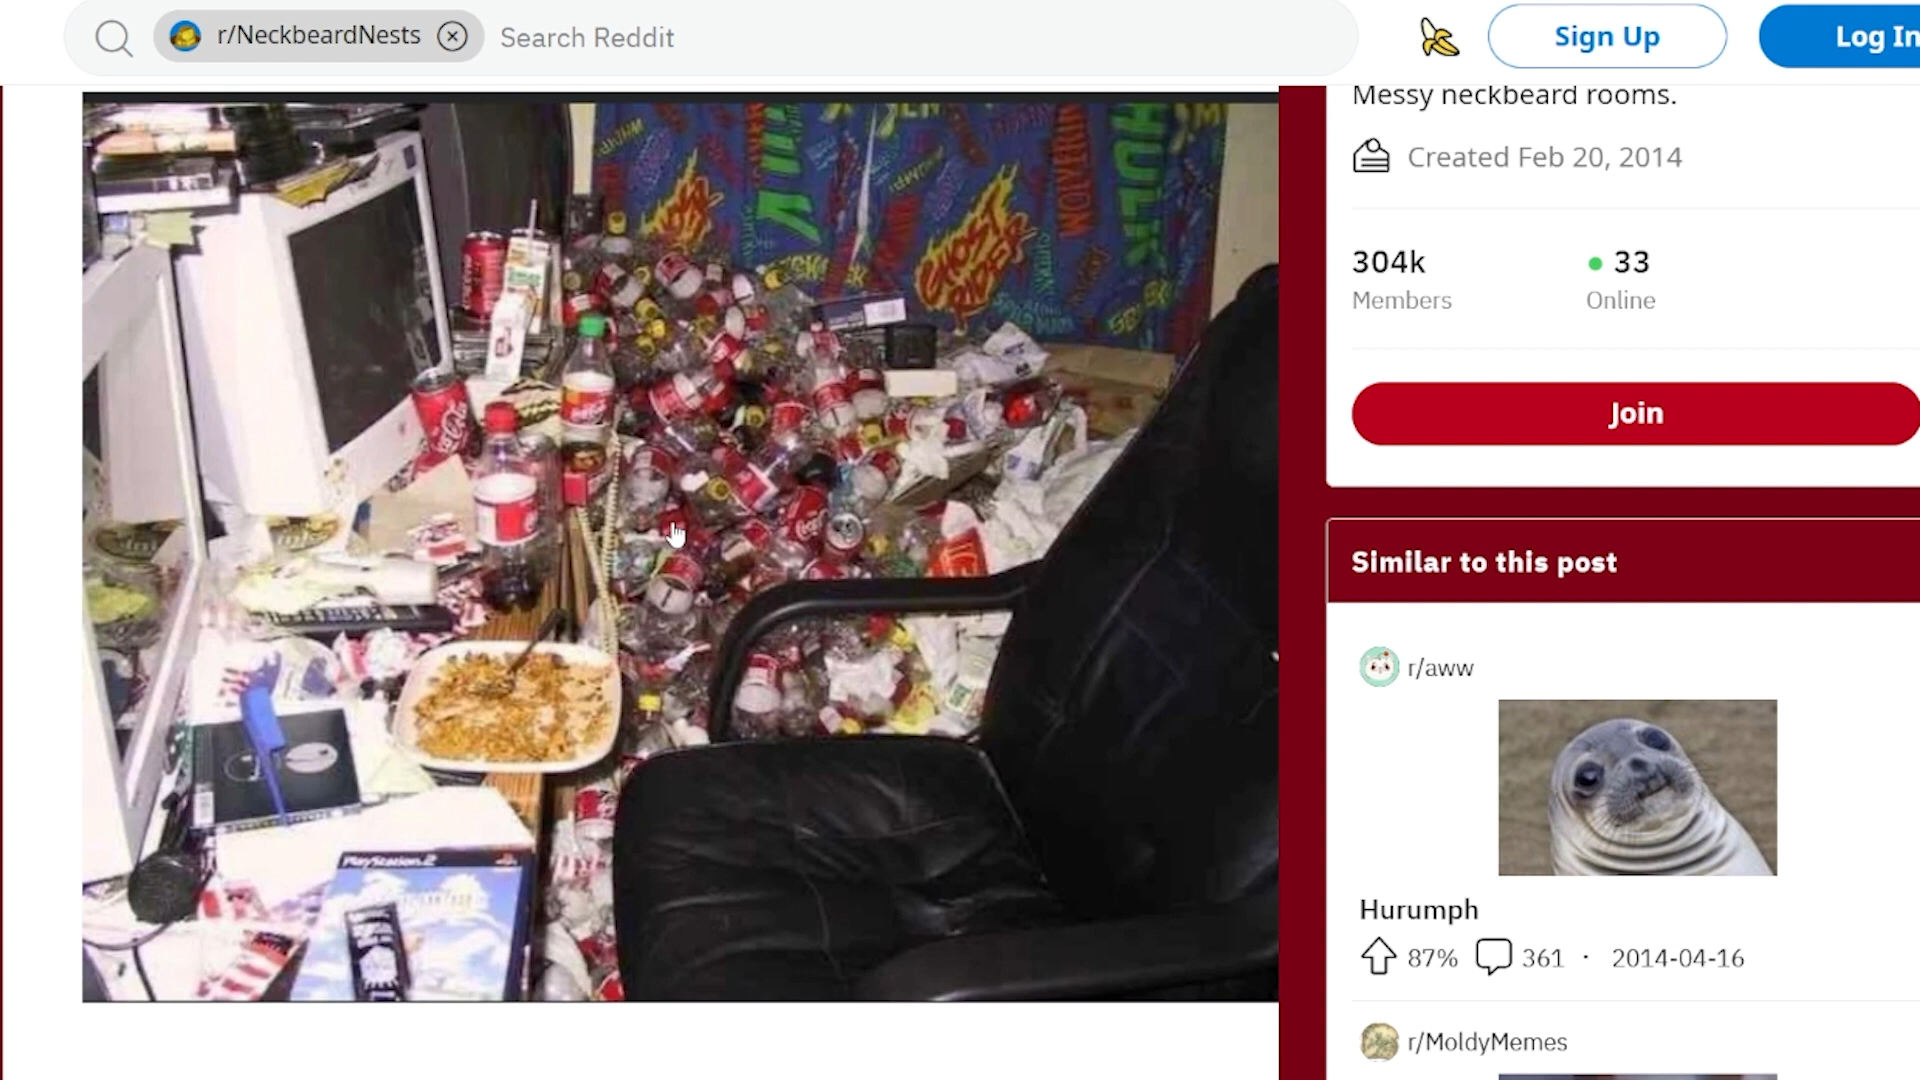 r/NeckbeardNests
Search Reddit
Sign Up
Log In
Messy neckbeard rooms.
Created Feb 20, 2014
304k
33
Members
Online
Join
Similar to this post
r/aww
Hurumph
87%
361
·
2014-04-16
r/MoldyMemes
HULK
WOLVERIN
GHOST
RIDER
PlayStation 2